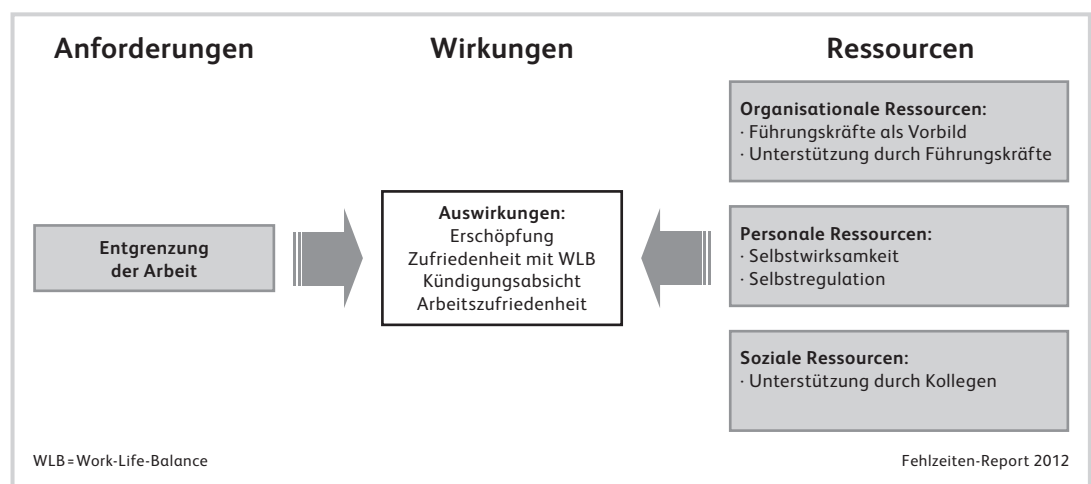 Anforderungen
Wirkungen
Ressourcen
Entgrenzung
der Arbeit
Auswirkungen:
Erschöpfung
Zufriedenheit mit WLB
Kündigungsabsicht
Arbeitszufriedenheit
Organisationale Ressourcen:
· Führungskräfte als Vorbild
· Unterstützung durch Führungskräfte
Personale Ressourcen:
· Selbstwirksamkeit
· Selbstregulation
Soziale Ressourcen:
· Unterstützung durch Kollegen
WLB = Work-Life-Balance
Fehlzeiten-Report 2012